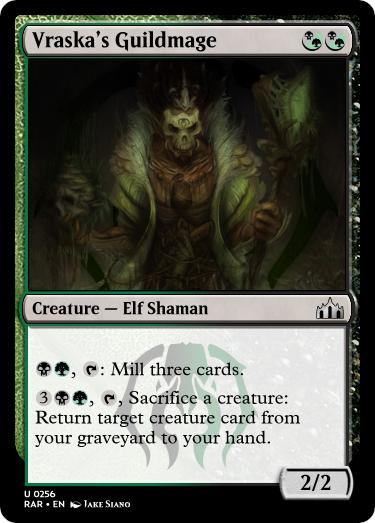 Vraska's Guildmage
Creature — Elf Shaman
, : Mill three cards.
3, , Sacrifice a creature:
Return target creature card from
your graveyard to your hand.
2/2
U 0256
RAR • EN Jake Siano